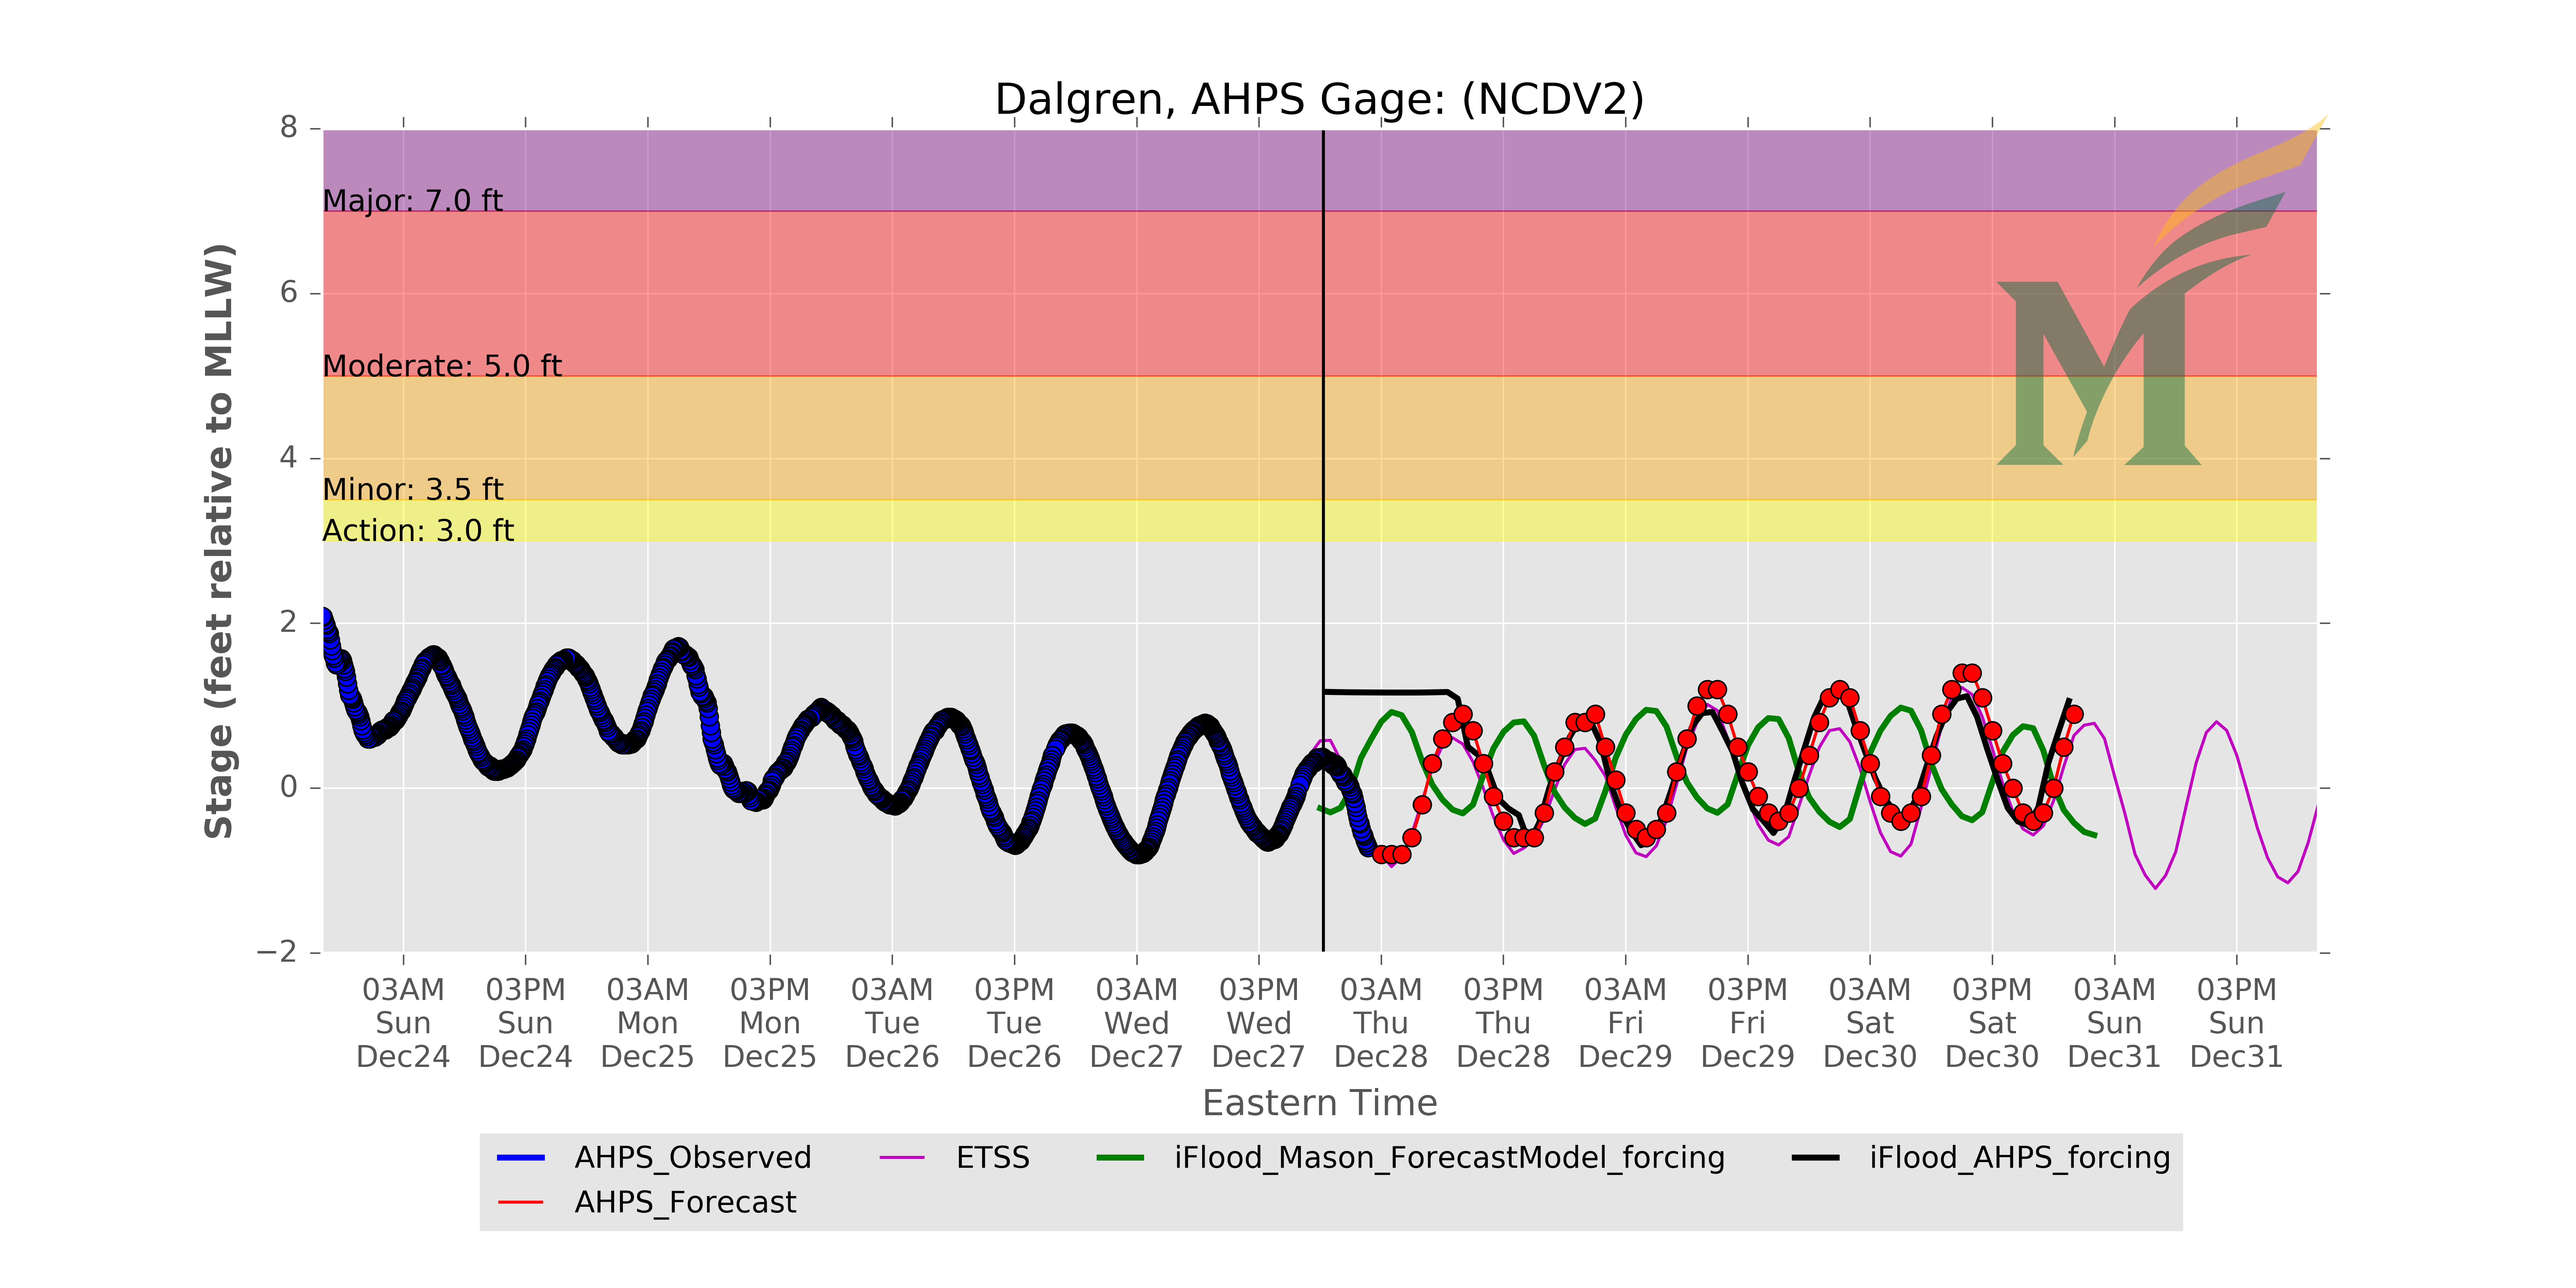 Dalgren, AHPS Gage: (NCDV2)
8
Major: 7.0 ft
6
Moderate: 5.0 ft
4
Minor: 3.5 ft
Action: 3.0 ft
2
0
−2
Stage (feet relative to MLLW)
03AM 03PM 03AM 03PM 03AM 03PM 03AM 03PM 03AM 03PM 03AM 03PM 03AM 03PM 03AM 03PM
Sun Sun Mon Mon Tue Tue Wed Wed Thu Thu Fri Fri Sat Sat Sun Sun
Dec24 Dec24 Dec25 Dec25 Dec26 Dec26 Dec27 Dec27 Dec28 Dec28 Dec29 Dec29 Dec30 Dec30 Dec31 Dec31
Eastern Time
AHPS_Observed ETSS iFlood_Mason_ForecastModel_forcing iFlood_AHPS_forcing
AHPS_Forecast
M